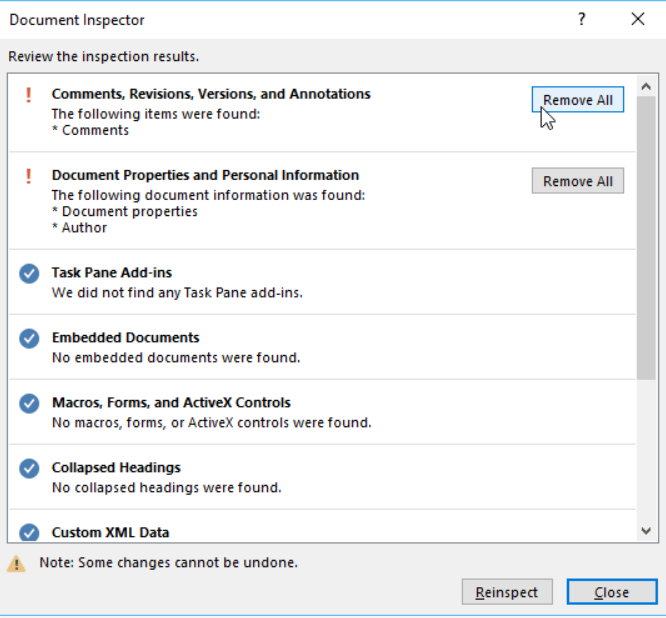 Document Inspector
?
Review the inspection results.
! Comments, Revisions, Versions, and Annotations
Remove All
The following items were found:
* Comments
! Document Properties and Personal Information
Remove All
The following document information was found:
* Document properties
* Author
Task Pane Add-ins
We did not find any Task Pane add-ins.
Embedded Documents
No embedded documents were found.
Macros, Forms, and ActiveX Controls
No macros, forms, or ActiveX controls were found.
Collapsed Headings
No collapsed headings were found.
Custom XML Data
Note: Some changes cannot be undone.
Reinspect
Close